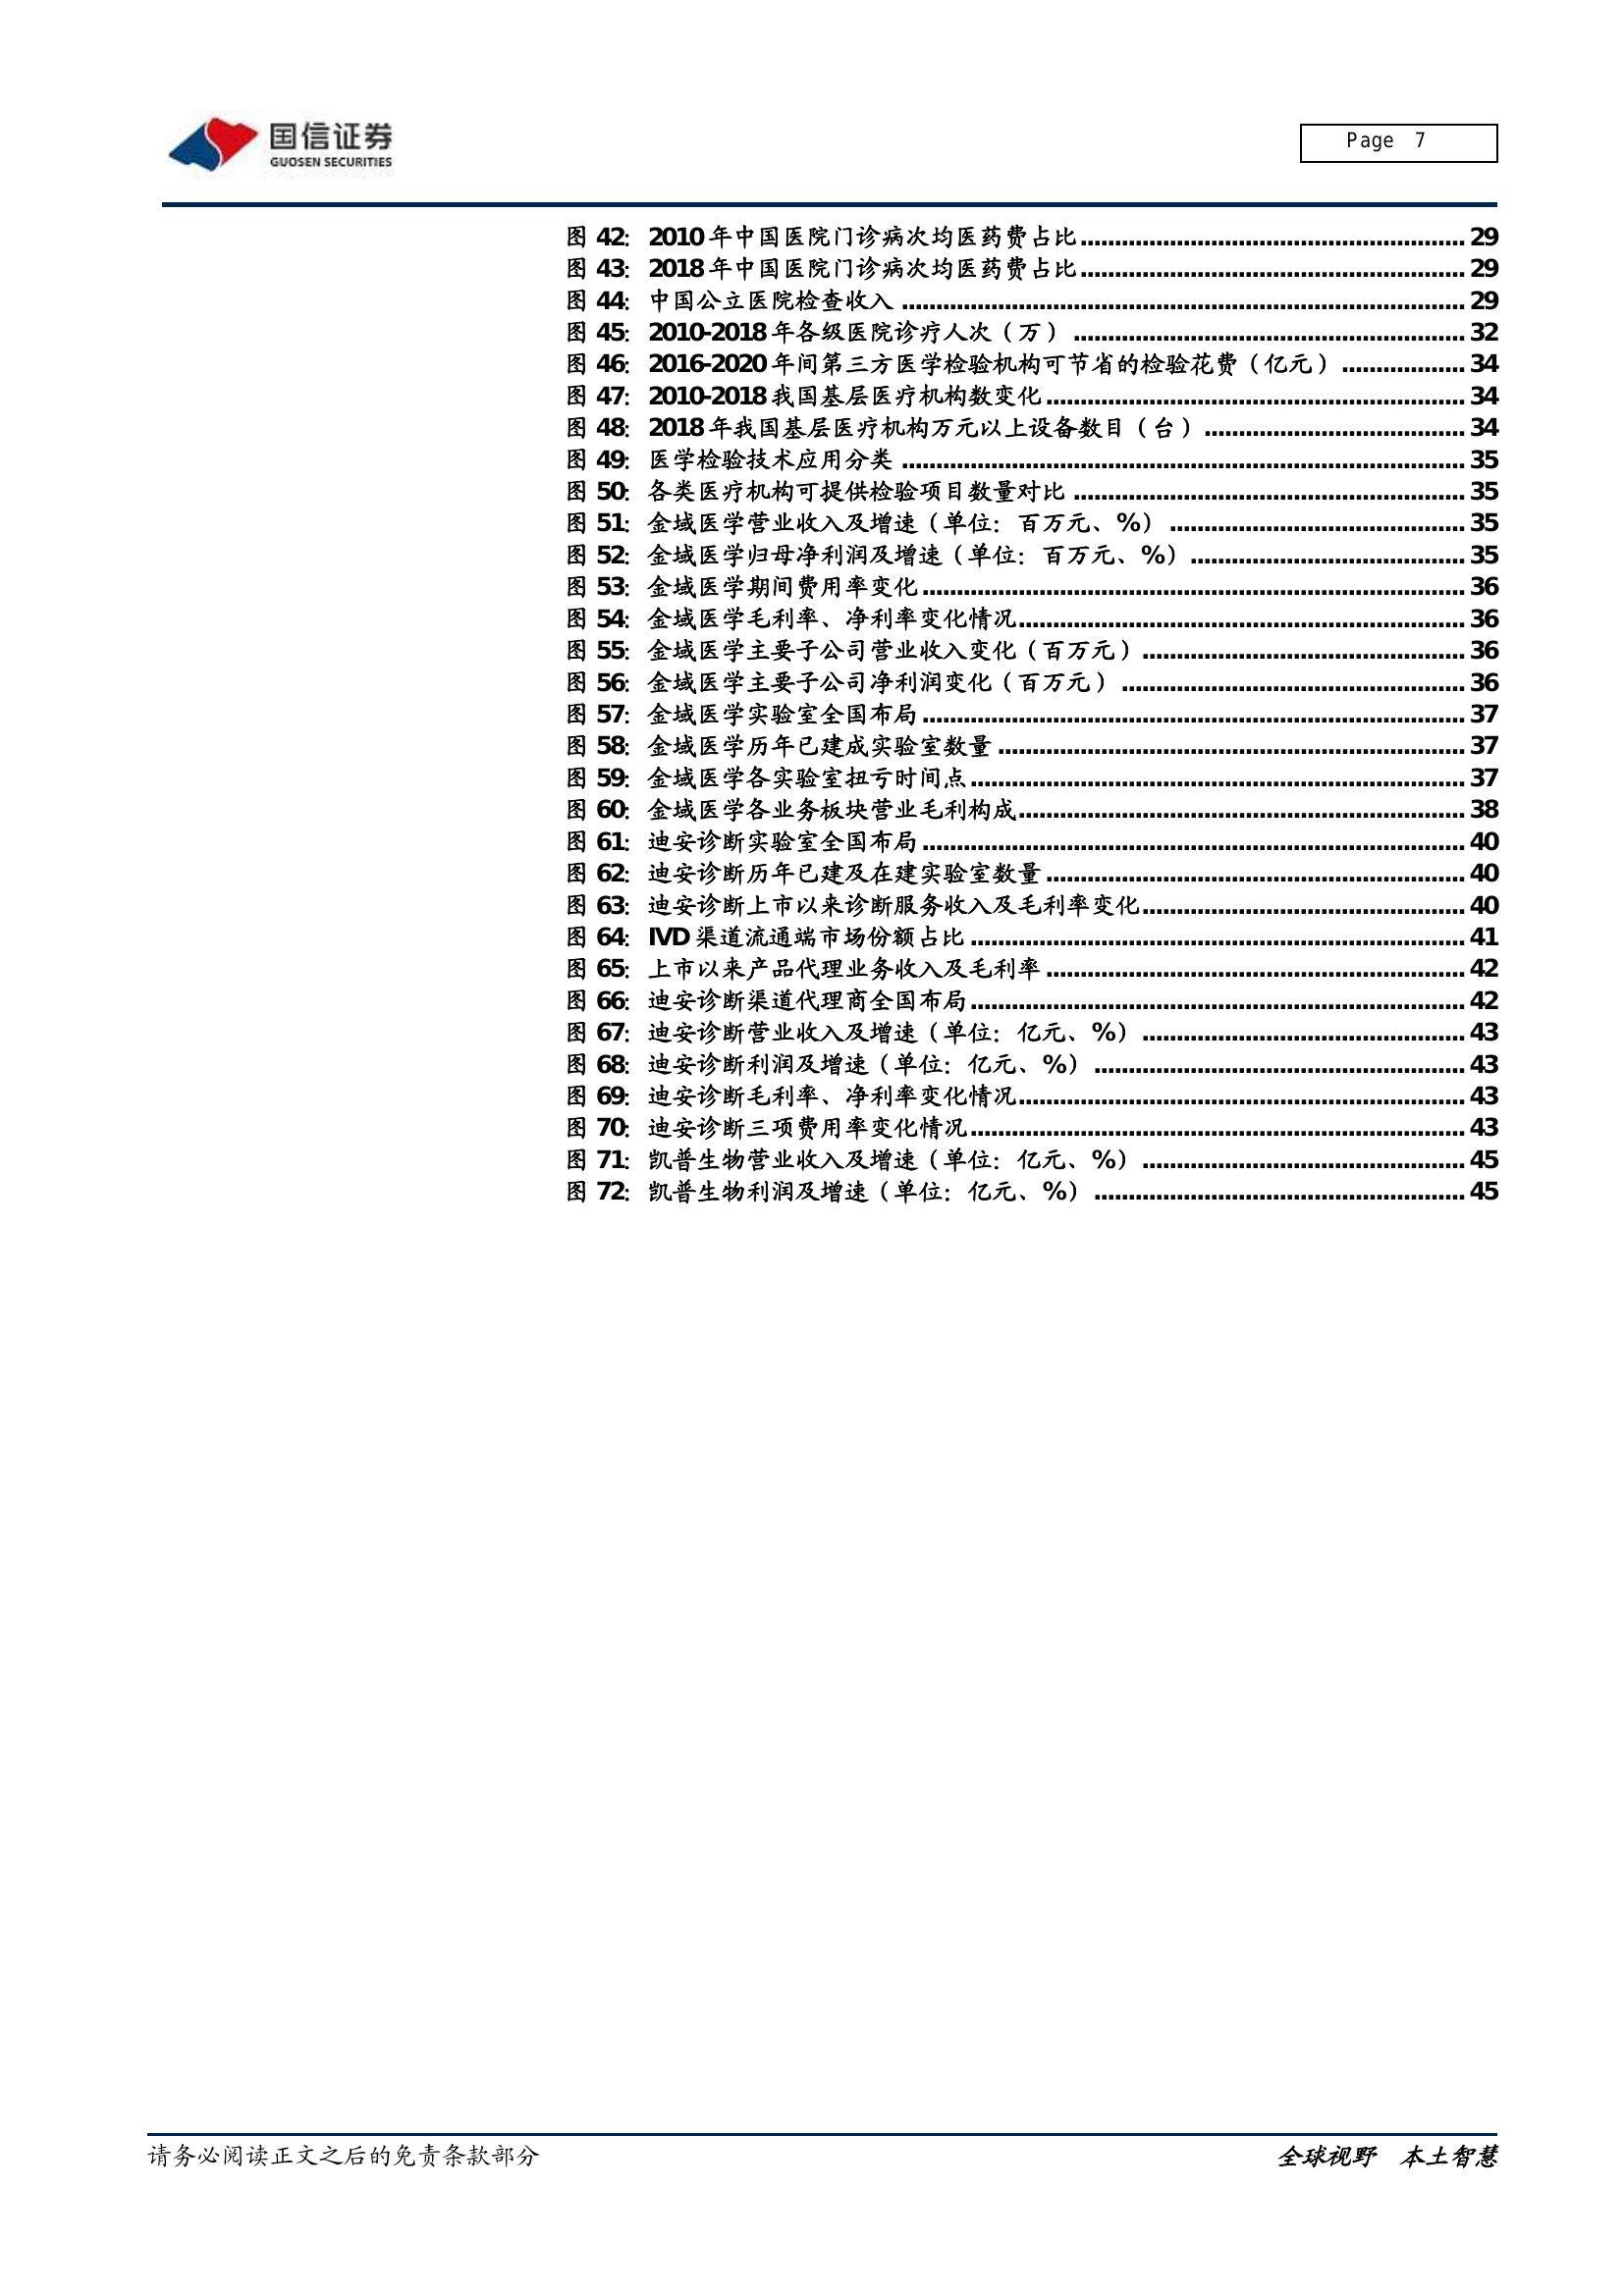 国信证券
GUOSEN SECURITIES
Page 7
图 42: 2010 年中国医院门诊病次均医药费占比 29
图 43: 2018 年中国医院门诊病次均医药费占比 29
图 44: 中国公立医院检查收入 29
图 45: 2010-2018 年各级医院诊疗人次（万） 32
图 46: 2016-2020 年间第三方医学检验机构可节省的检验花费（亿元） 34
图 47: 2010-2018 我国基层医疗机构数变化 34
图 48: 2018 年我国基层医疗机构万元以上设备数目（台） 34
图 49: 医学检验技术应用分类 35
图 50: 各类医疗机构可提供检验项目数量对比 35
图 51: 金域医学营业收入及增速（单位：百万元、%） 35
图 52: 金域医学归母净利润及增速（单位：百万元、%） 35
图 53: 金域医学期间费用率变化 36
图 54: 金域医学毛利率、净利率变化情况 36
图 55: 金域医学主要子公司营业收入变化（百万元） 36
图 56: 金域医学主要子公司净利润变化（百万元） 36
图 57: 金域医学实验室全国布局 37
图 58: 金域医学历年已建成实验室数量 37
图 59: 金域医学各实验室扭亏时间点 37
图 60: 金域医学各业务板块营业毛利构成 38
图 61: 迪安诊断实验室全国布局 40
图 62: 迪安诊断历年已建及在建实验室数量 40
图 63: 迪安诊断上市以来诊断服务收入及毛利率变化 40
图 64: IVD 渠道流通端市场份额占比 41
图 65: 上市以来产品代理业务收入及毛利率 42
图 66: 迪安诊断渠道代理商全国布局 42
图 67: 迪安诊断营业收入及增速（单位：亿元、%） 43
图 68: 迪安诊断利润及增速（单位：亿元、%） 43
图 69: 迪安诊断毛利率、净利率变化情况 43
图 70: 迪安诊断三项费用率变化情况 43
图 71: 凯普生物营业收入及增速（单位：亿元、%） 45
图 72: 凯普生物利润及增速（单位：亿元、%） 45
请务必阅读正文之后的免责条款部分
全球视野 本土智慧